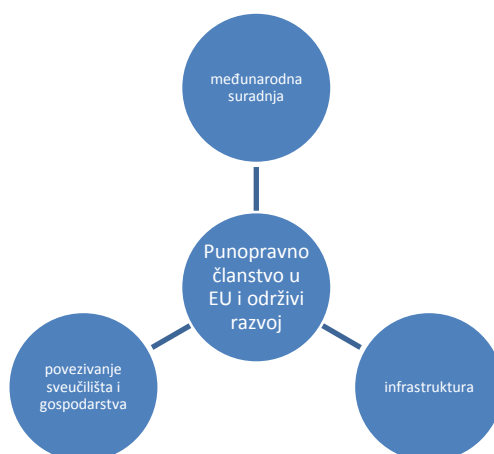 međunarodna
suradnja
Punopravno
članstvo u
EU i održivi
razvoj
povezivanje
sveučilišta i
gospodarstva
infrastruktura